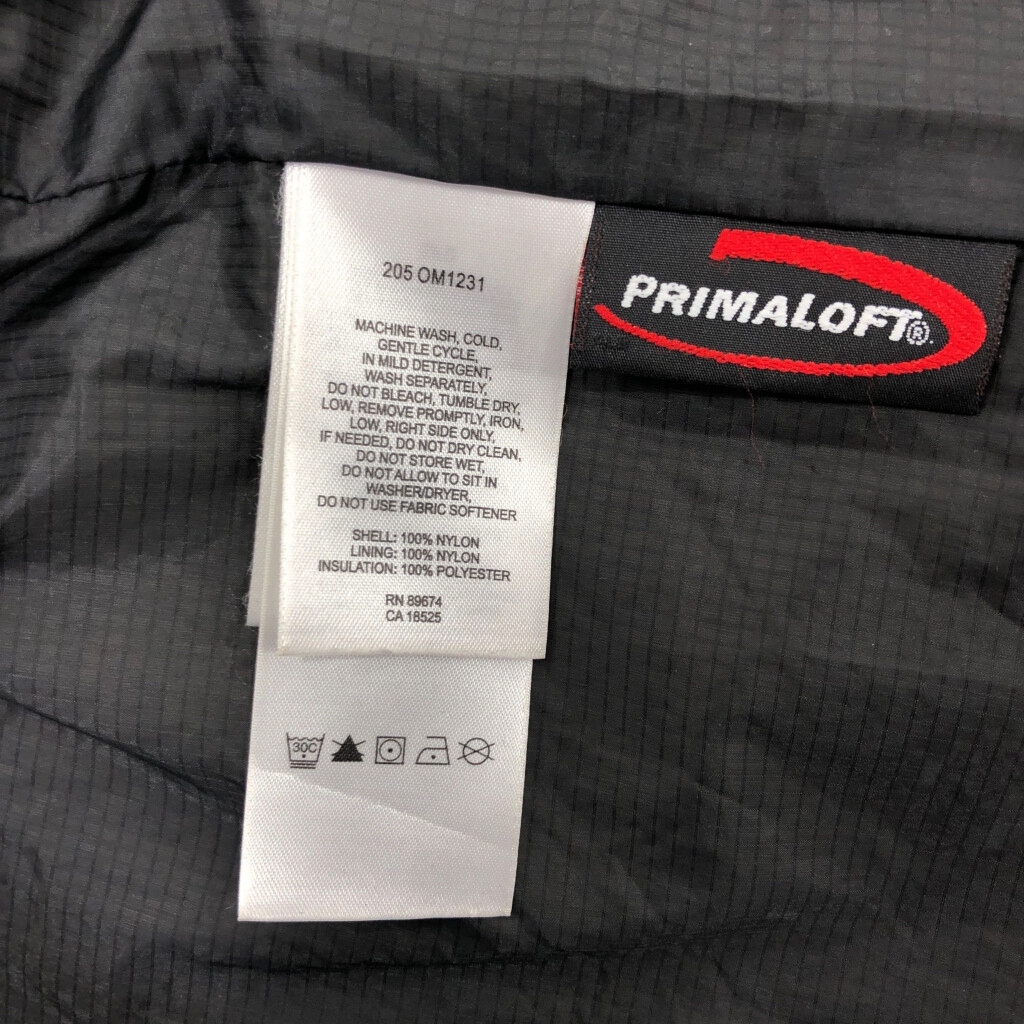 205 OM1231
MACHINE WASH, COLD,
GENTLE CYCLE,
IN MILD DETERGENT,
WASH SEPARATELY,
DO NOT BLEACH, TUMBLE DRY,
LOW, REMOVE PROMPTLY, IRON,
LOW, RIGHT SIDE ONLY,
IF NEEDED, DO NOT DRY CLEAN,
DO NOT STORE WET,
DO NOT ALLOW TO SIT IN
WASHER/DRYER,
DO NOT USE FABRIC SOFTENER
SHELL: 100% NYLON
LINING: 100% NYLON
INSULATION: 100% POLYESTER
RN 89674
CA 18525
30C
PRIMALOFT®